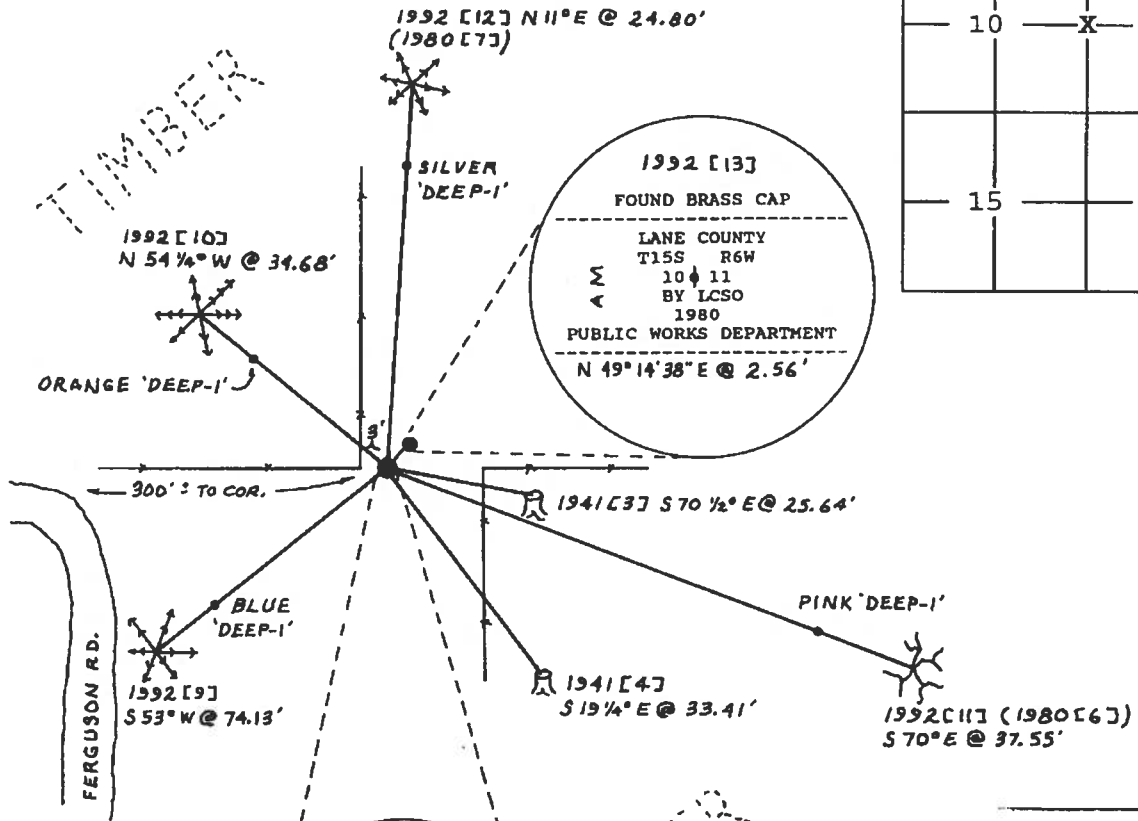 1992 [12] N 11° E @ 24.80'
(1980 [7])
10
X
TIMBER
SILVER
'DEEP-1'
1992 [13]
FOUND BRASS CAP
LANE COUNTY
T15S R6W
10 11
AM
BY LCSO
1980
PUBLIC WORKS DEPARTMENT
N 49° 14' 38" E @ 2.56'
15
1992 [10]
N 54 1/4° W @ 34.68'
ORANGE 'DEEP-1'
3'
300' ± TO COR.
1941 [3] S 70 1/2° E @ 25.64'
BLUE
'DEEP-1'
PINK 'DEEP-1'
FERGUSON RD.
1992 [9]
S 53° W @ 74.13'
1941 [4]
S 19 1/4° E @ 33.41'
1992 [11] (1980 [6])
S 70° E @ 37.55'